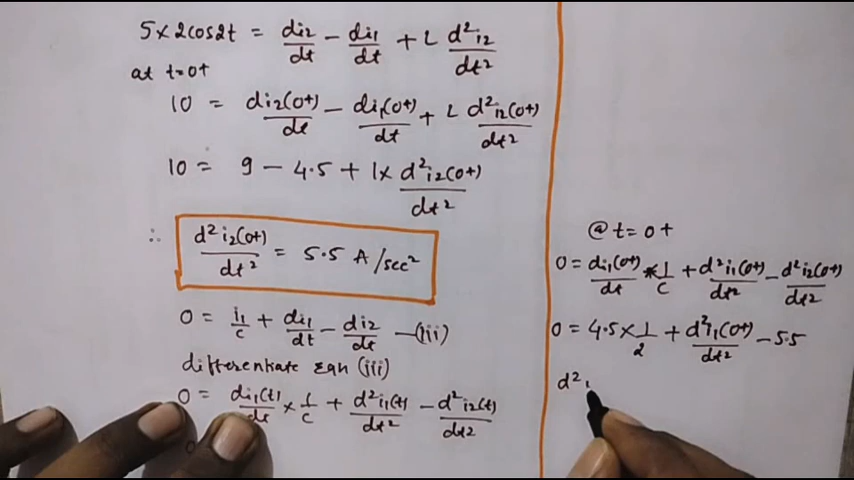 5×2cos2t = di2/dt - di1/dt + L d²i2/dt²
at t=0+
10 = di2(0+)/dt - di1(0+)/dt + L d²i2(0+)/dt²
10 = 9 - 4.5 + 1× d²i2(0+)/dt²
∴ d²i2(0+)/dt² = 5.5 A/sec²
0 = i1/c + di1/dt - di2/dt -(iii)
differentiate eqn (iii)
0 = di1(t)/dt × 1/c + d²i1(t)/dt² - d²i2(t)/dt²
0
@ t=0+
0 = di1(0+)/dt * 1/c + d²i1(0+)/dt² - d²i2(0+)/dt²
0 = 4.5 × 1/2 + d²i1(0+)/dt² - 5.5
d²i